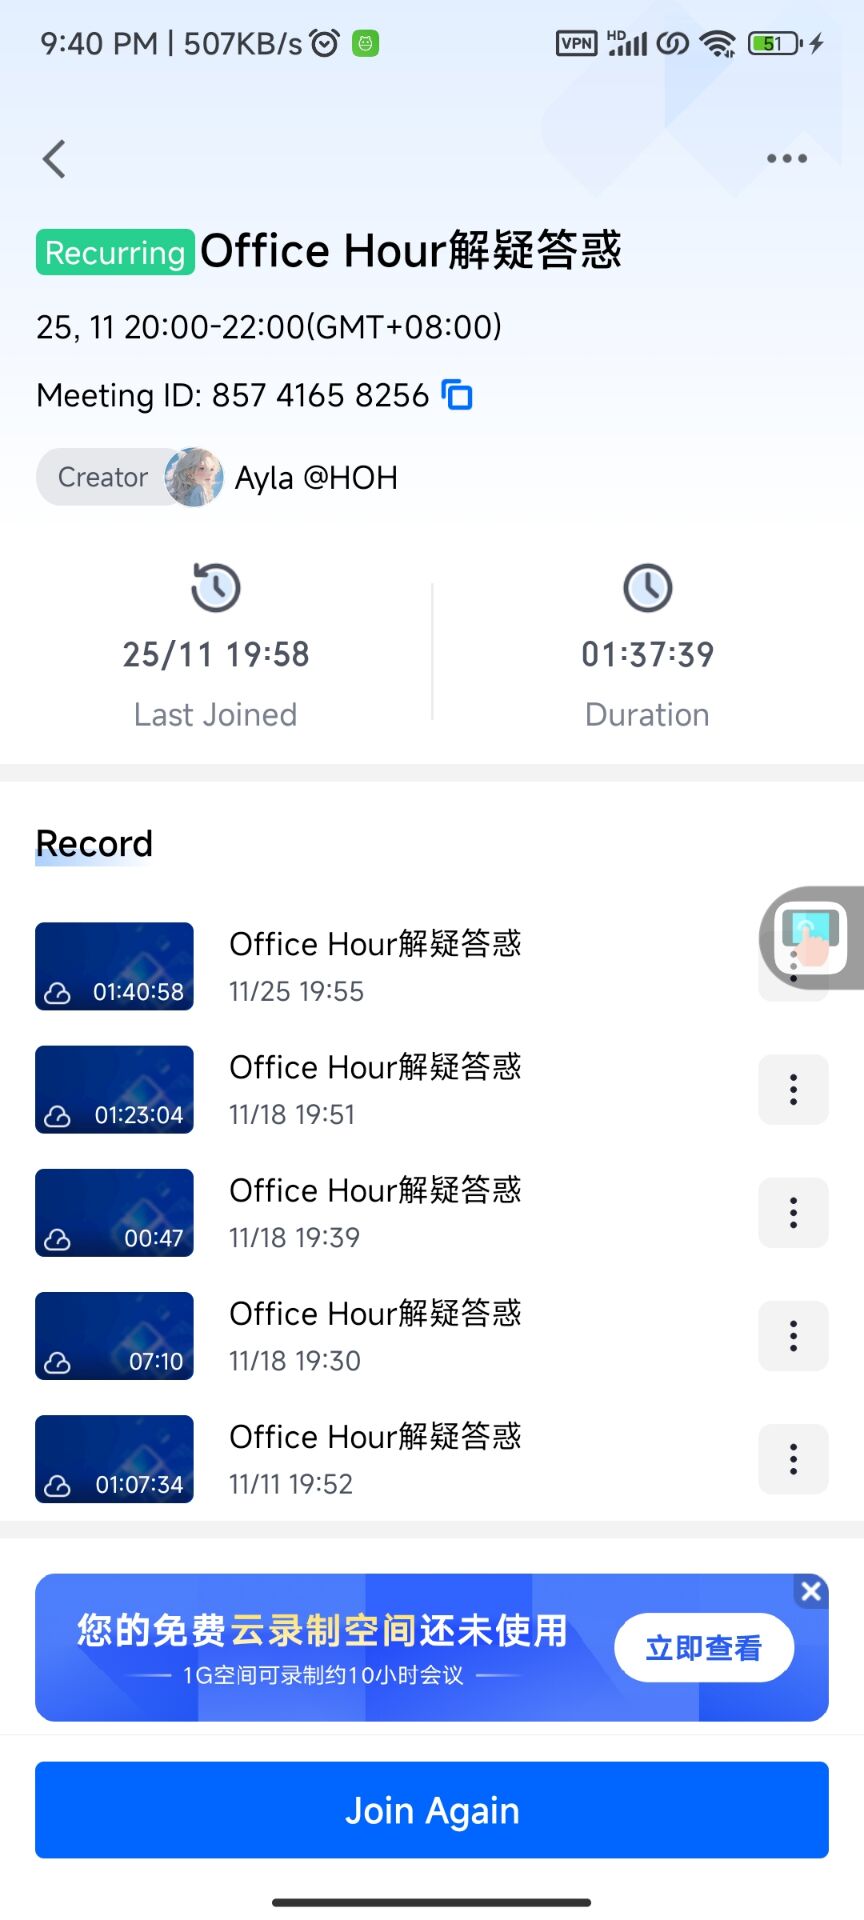 9:40 PM | 507KB/s VPN HD 51
Recurring Office Hour解疑答惑
25, 11 20:00-22:00(GMT+08:00)
Meeting ID: 857 4165 8256
Creator Ayla @HOH
25/11 19:58
Last Joined
01:37:39
Duration
Record
Office Hour解疑答惑
01:40:58 11/25 19:55
Office Hour解疑答惑
01:23:04 11/18 19:51
Office Hour解疑答惑
00:47 11/18 19:39
Office Hour解疑答惑
07:10 11/18 19:30
Office Hour解疑答惑
01:07:34 11/11 19:52
您的免费云录制空间还未使用
1G空间可录制约10小时会议
立即查看
Join Again